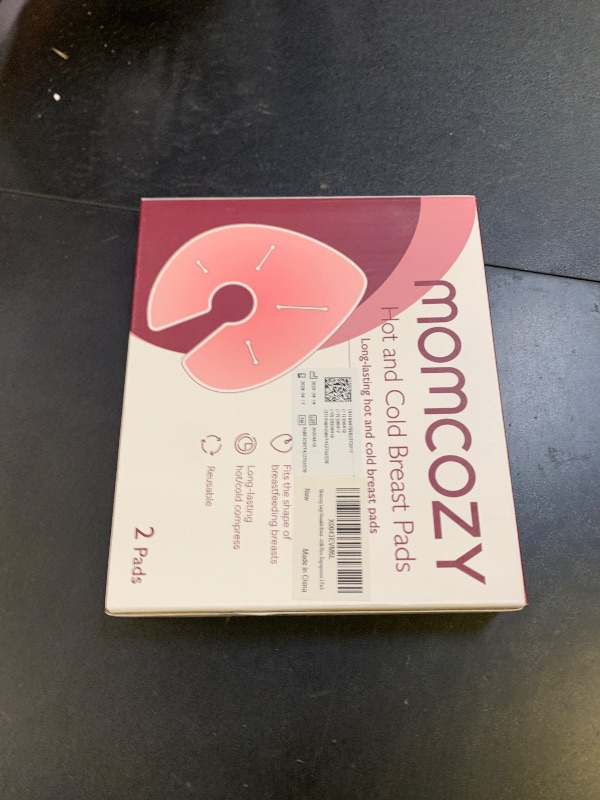 momcozy
Hot and Cold Breast Pads
Long-lasting hot and cold breast pads
X0043EVM6L
New
Made in China
Fits the shape of
breastfeeding breasts
Long-lasting
hot/cold compress
Reusable
2 Pads